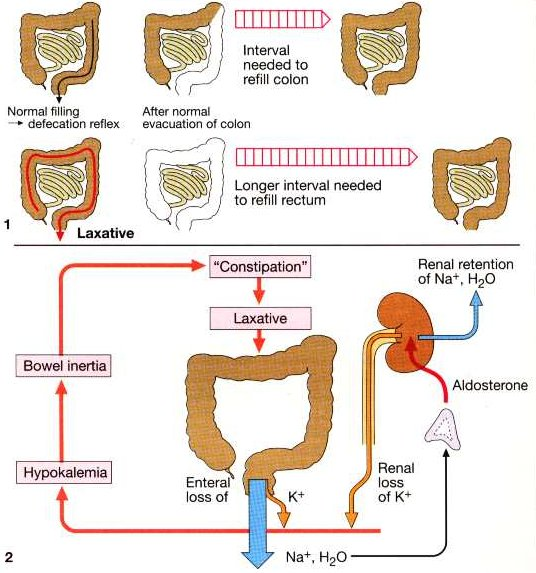 Normal filling
→ defecation reflex
After normal
evacuation of colon
Interval
needed to
refill colon
Laxative
Longer interval needed
to refill rectum
1
"Constipation"
Laxative
Renal retention
of Na⁺, H₂O
Bowel inertia
Aldosterone
Hypokalemia
Enteral
loss of
K⁺
Renal
loss
of K⁺
Na⁺, H₂O
2